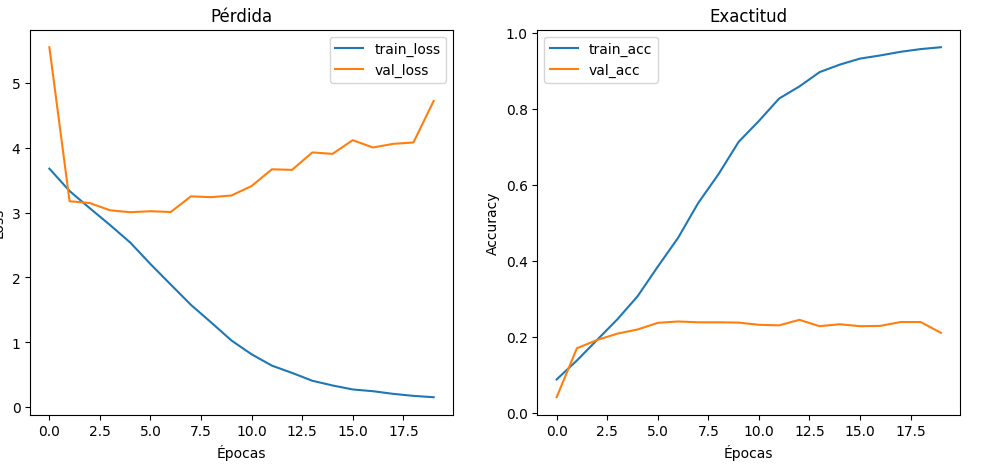 Pérdida
train_loss
val_loss
5
4
3
2
1
0
Loss
0.0 2.5 5.0 7.5 10.0 12.5 15.0 17.5
Épocas
Exactitud
train_acc
val_acc
1.0
0.8
0.6
0.4
0.2
0.0
Accuracy
0.0 2.5 5.0 7.5 10.0 12.5 15.0 17.5
Épocas